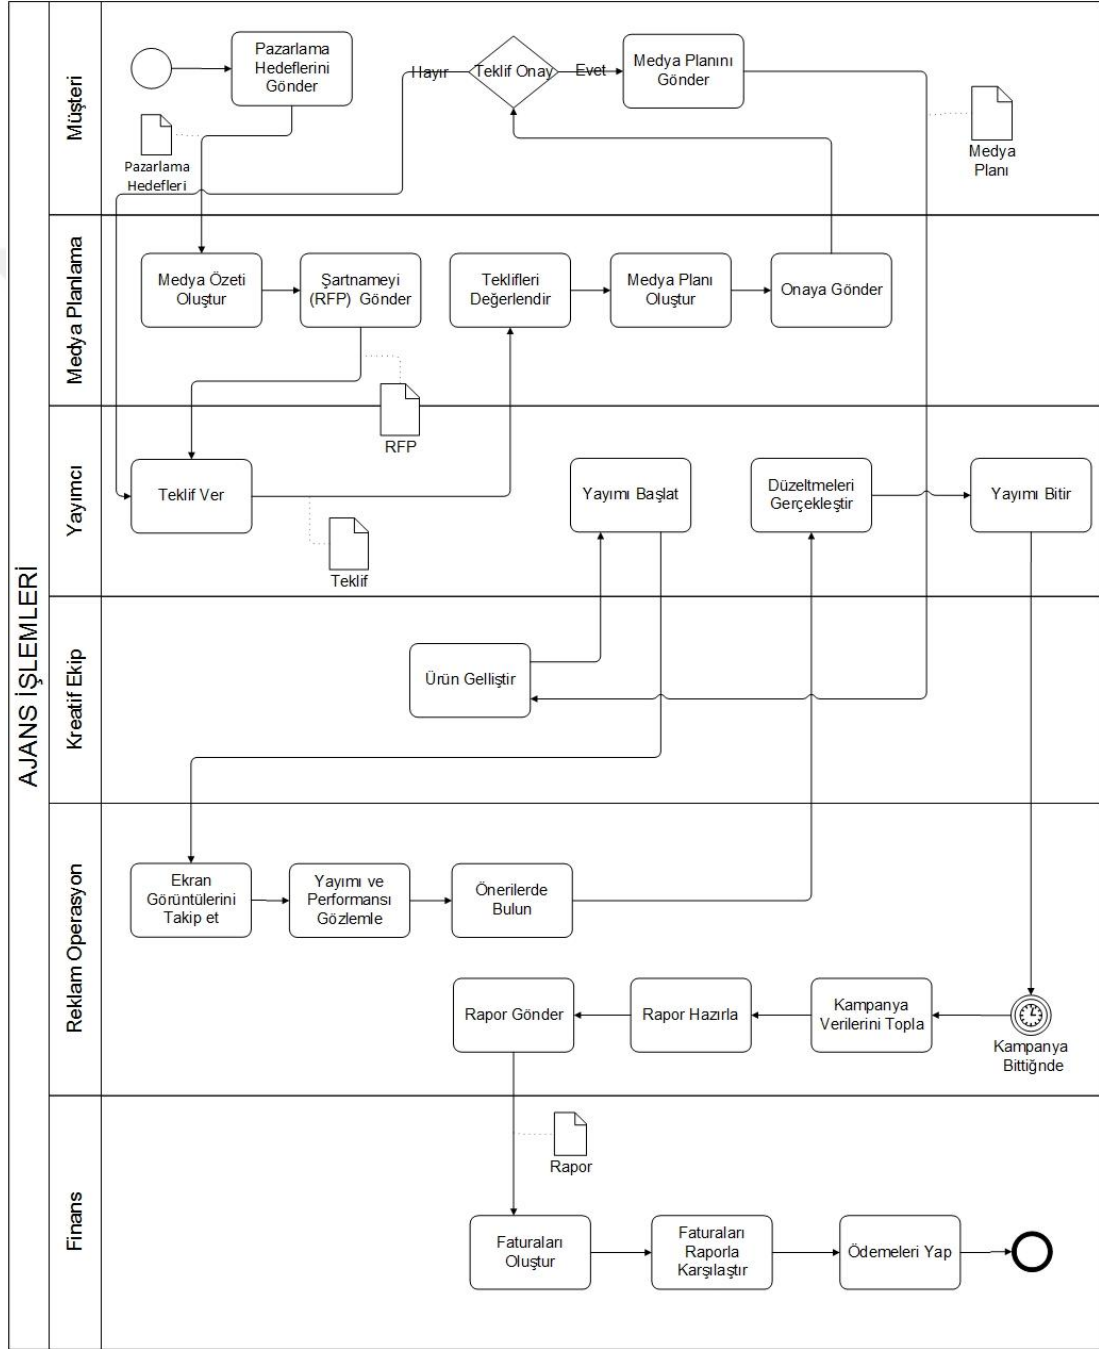 AJANS İŞLEMLERİ
Müşteri
Pazarlama
Hedeflerini
Gönder
Hayır
Teklif Onay
Evet
Medya Planını
Gönder
Pazarlama
Hedefleri
Medya
Planı
Medya Planlama
Medya Özeti
Oluştur
Şartnameyi
(RFP) Gönder
Teklifleri
Değerlendir
Medya Planı
Oluştur
Onaya Gönder
RFP
Yayımcı
Teklif Ver
Yayımı Başlat
Düzeltmeleri
Gerçekleştir
Yayımı Bitir
Teklif
Kreatif Ekip
Ürün Gelliştir
Reklam Operasyon
Ekran
Görüntülerini
Takip et
Yayımı ve
Performansı
Gözlemle
Önerilerde
Bulun
Rapor Gönder
Rapor Hazırla
Kampanya
Verilerini Topla
Kampanya
Bittiğnde
Finans
Rapor
Faturaları
Oluştur
Faturaları
Raporla
Karşılaştır
Ödemeleri Yap